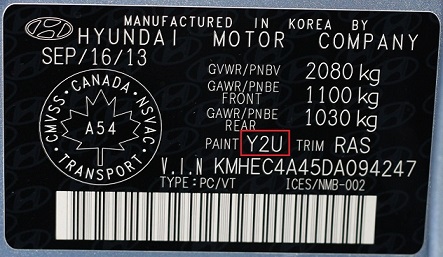 MANUFACTURED IN KOREA BY
HYUNDAI MOTOR COMPANY
SEP/16/13
GVWR/PNBV 2080 kg
GAWR/PNBE FRONT 1100 kg
GAWR/PNBE REAR 1030 kg
PAINT Y2U TRIM RAS
CMVSS · CANADA · NSVAC · TRANSPORT ·
A54
V.I.N KMHEC4A45DA094247
TYPE: PC/VT ICES/NMB-002